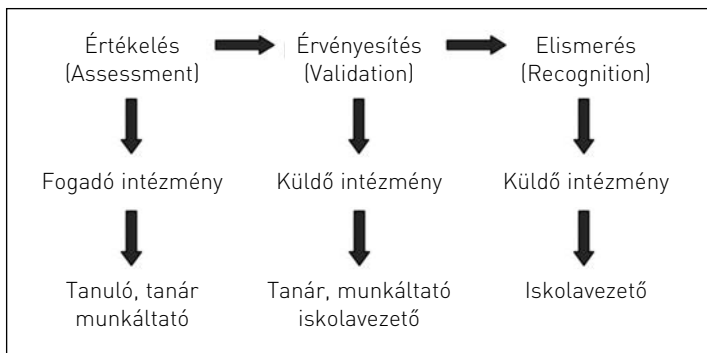 Értékelés
(Assessment)
Érvényesítés
(Validation)
Elismerés
(Recognition)
Fogadó intézmény
Küldő intézmény
Küldő intézmény
Tanuló, tanár
munkáltató
Tanár, munkáltató
iskolavezető
Iskolavezető